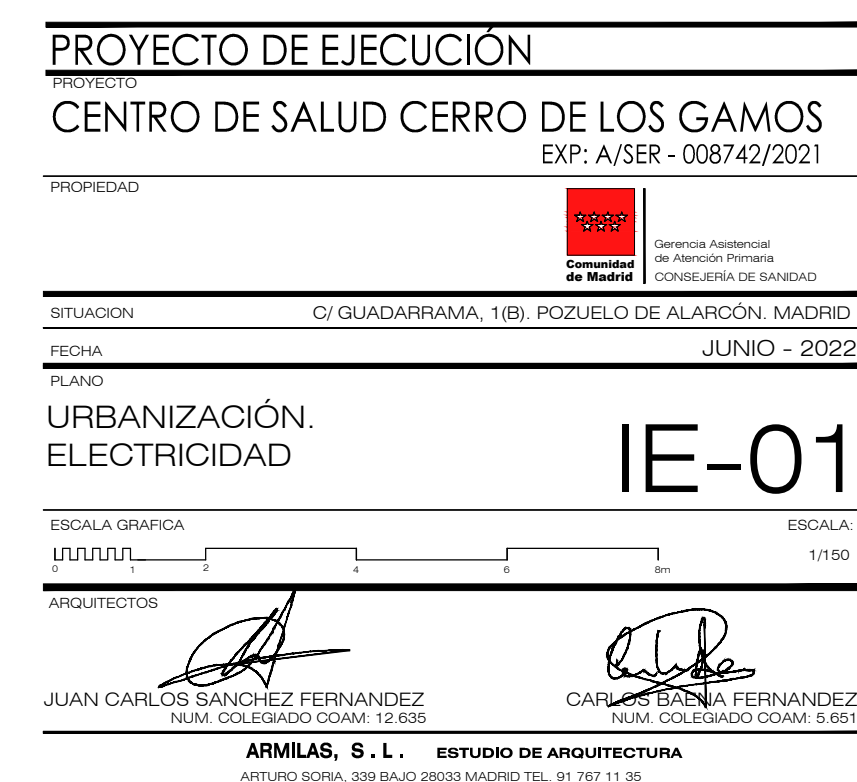 PROYECTO DE EJECUCIÓN
PROYECTO
CENTRO DE SALUD CERRO DE LOS GAMOS
EXP: A/SER - 008742/2021
PROPIEDAD
Comunidad
de Madrid
Gerencia Asistencial
de Atención Primaria
CONSEJERÍA DE SANIDAD
SITUACION C/ GUADARRAMA, 1(B). POZUELO DE ALARCÓN. MADRID
FECHA JUNIO - 2022
PLANO
URBANIZACIÓN.
ELECTRICIDAD
IE-01
ESCALA GRAFICA ESCALA:
1/150
0 1 2 4 6 8m
ARQUITECTOS
JUAN CARLOS SANCHEZ FERNANDEZ CARLOS BAENA FERNANDEZ
NUM. COLEGIADO COAM: 12.635 NUM. COLEGIADO COAM: 5.651
ARMILAS, S.L. ESTUDIO DE ARQUITECTURA
ARTURO SORIA, 339 BAJO 28033 MADRID TEL. 91 767 11 35